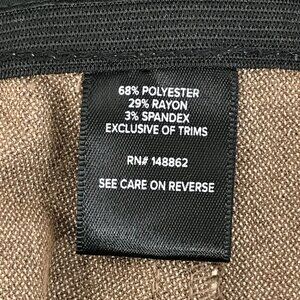 68% POLYESTER
29% RAYON
3% SPANDEX
EXCLUSIVE OF TRIMS
RN# 148862
SEE CARE ON REVERSE